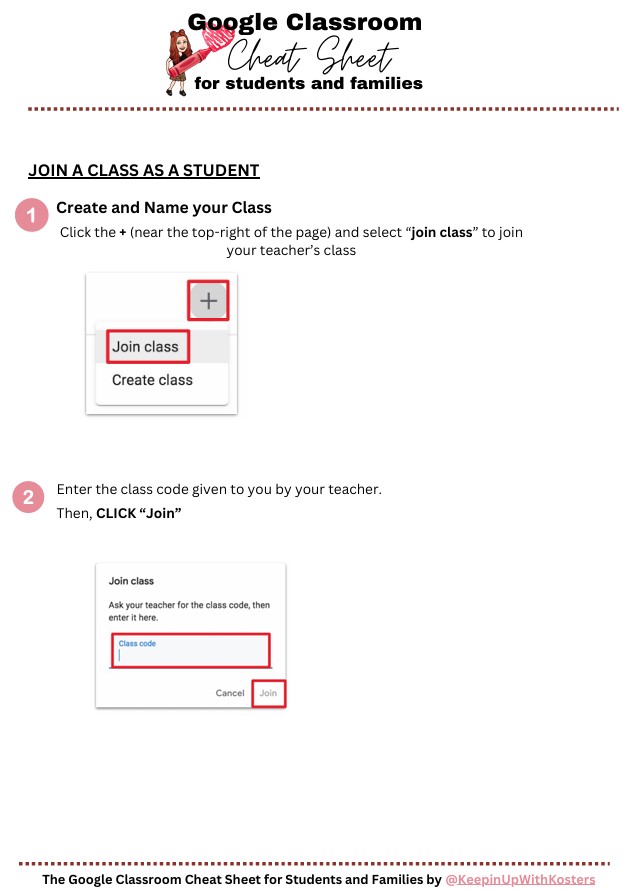 Google Classroom
Cheat Sheet
for students and families
JOIN A CLASS AS A STUDENT
1
Create and Name your Class
Click the + (near the top-right of the page) and select “join class” to join
your teacher’s class
+
Join class
Create class
2
Enter the class code given to you by your teacher.
Then, CLICK “Join”
Join class
Ask your teacher for the class code, then
enter it here.
Class code
Cancel Join
The Google Classroom Cheat Sheet for Students and Families by @KeepinUpWithKosters